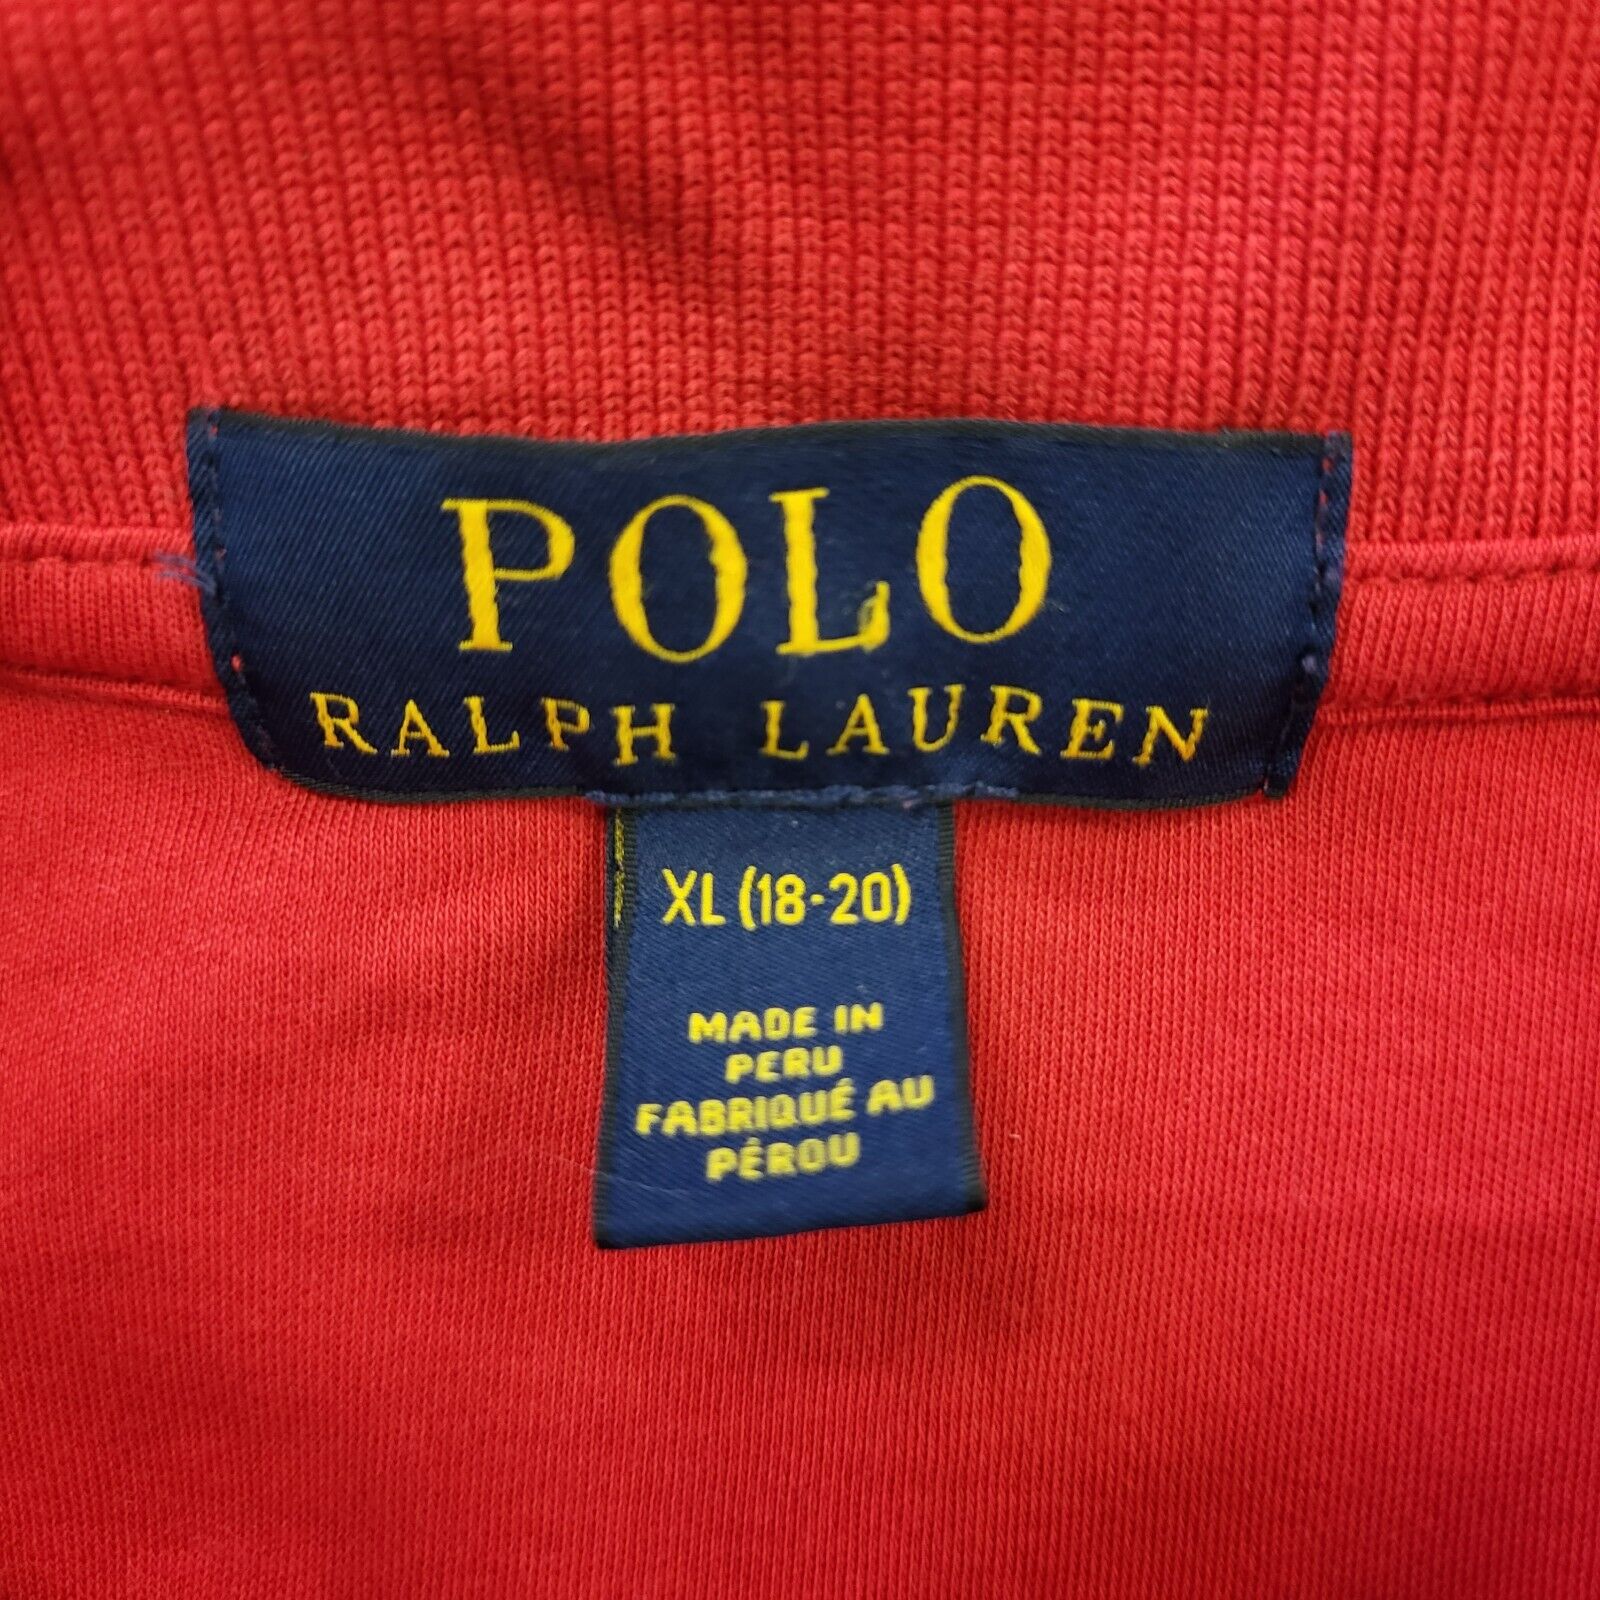 POLO
RALPH LAUREN
XL (18-20)
MADE IN
PERU
FABRIQUÉ AU
PÉROU